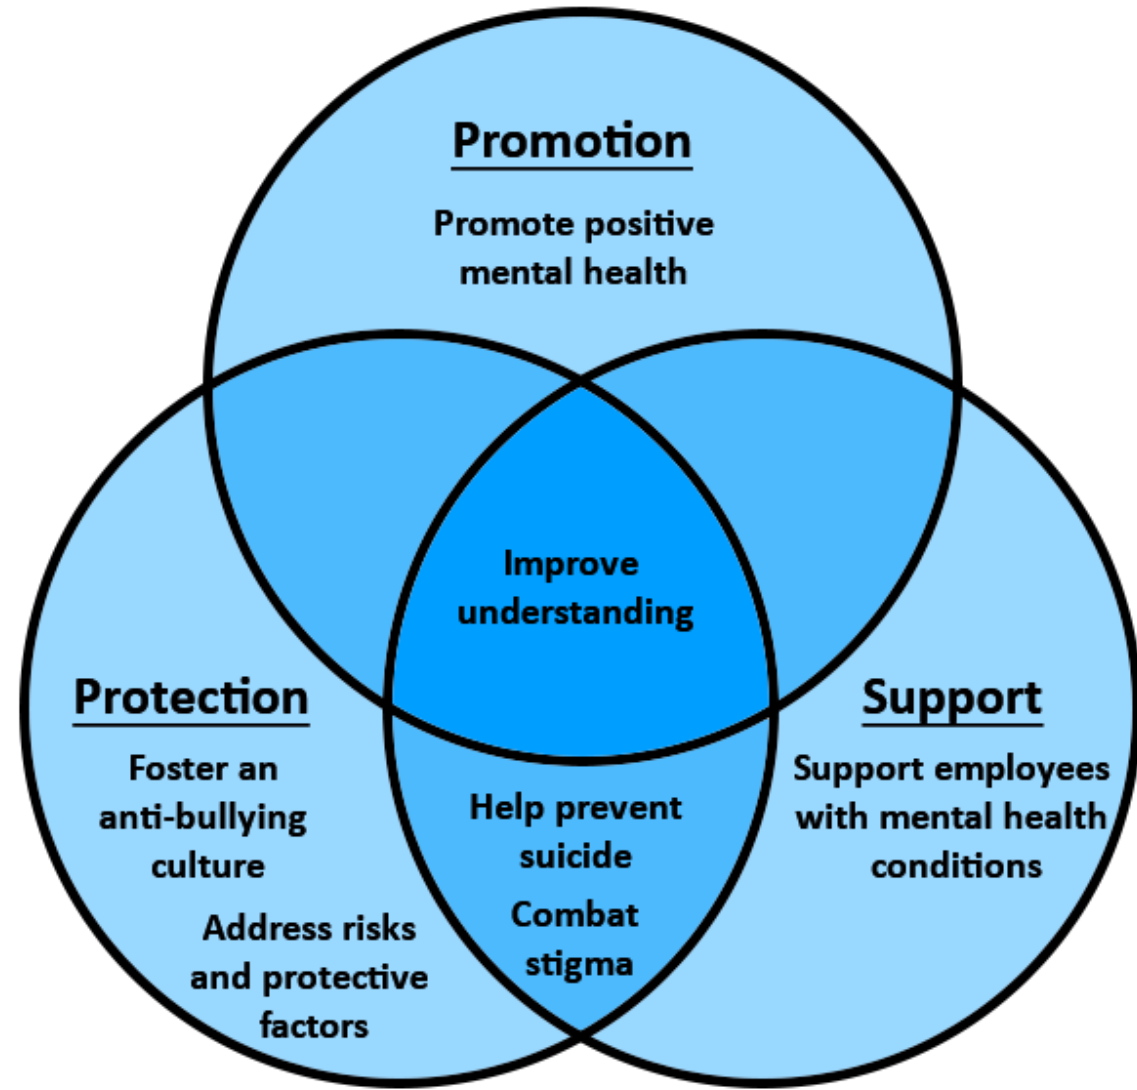 Promotion
Promote positive
mental health
Improve
understanding
Protection
Foster an
anti-bullying
culture
Address risks
and protective
factors
Help prevent
suicide
Combat
stigma
Support
Support employees
with mental health
conditions